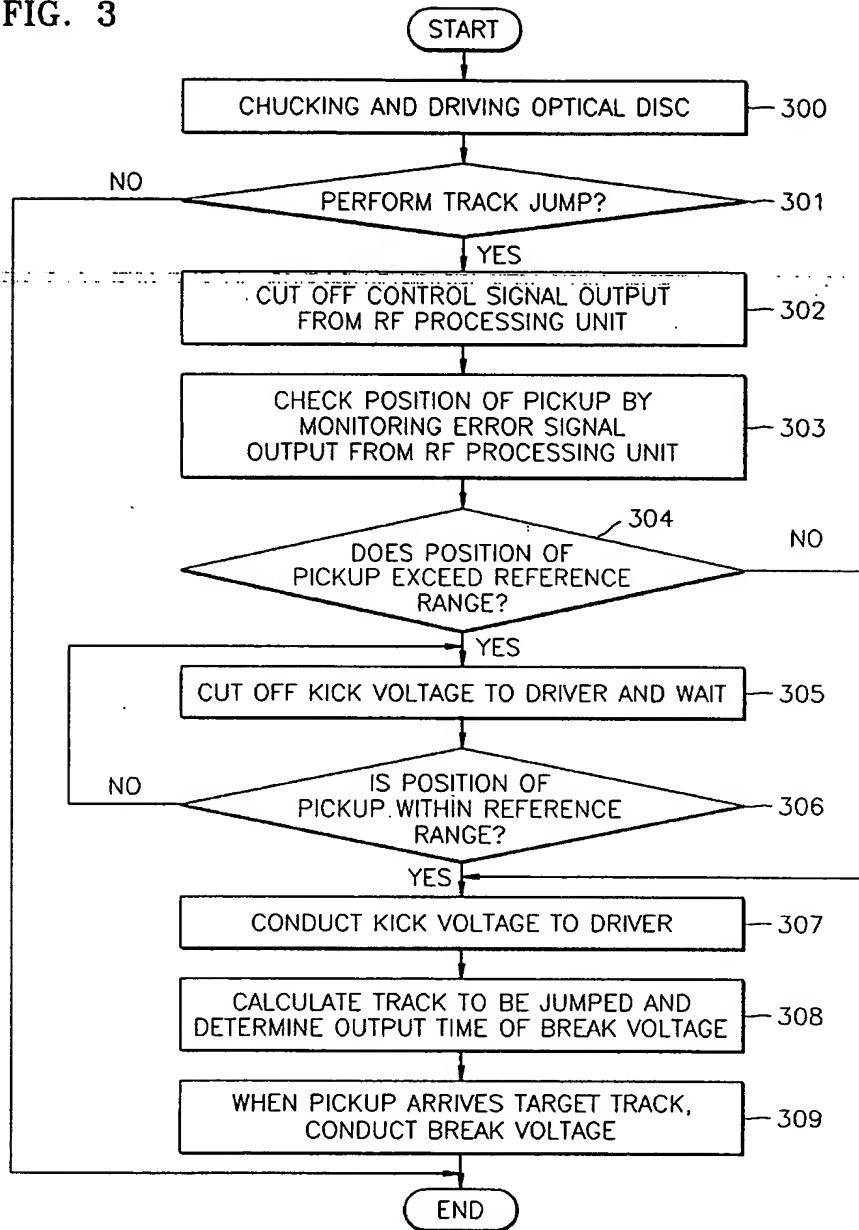 FIG. 3
START
CHUCKING AND DRIVING OPTICAL DISC
300
NO
PERFORM TRACK JUMP?
301
YES
CUT OFF CONTROL SIGNAL OUTPUT
FROM RF PROCESSING UNIT
302
CHECK POSITION OF PICKUP BY
MONITORING ERROR SIGNAL
OUTPUT FROM RF PROCESSING UNIT
303
304
NO
DOES POSITION OF
PICKUP EXCEED REFERENCE
RANGE?
YES
CUT OFF KICK VOLTAGE TO DRIVER AND WAIT
305
NO
IS POSITION OF
PICKUP WITHIN REFERENCE
RANGE?
306
YES
CONDUCT KICK VOLTAGE TO DRIVER
307
CALCULATE TRACK TO BE JUMPED AND
DETERMINE OUTPUT TIME OF BREAK VOLTAGE
308
WHEN PICKUP ARRIVES TARGET TRACK,
CONDUCT BREAK VOLTAGE
309
END